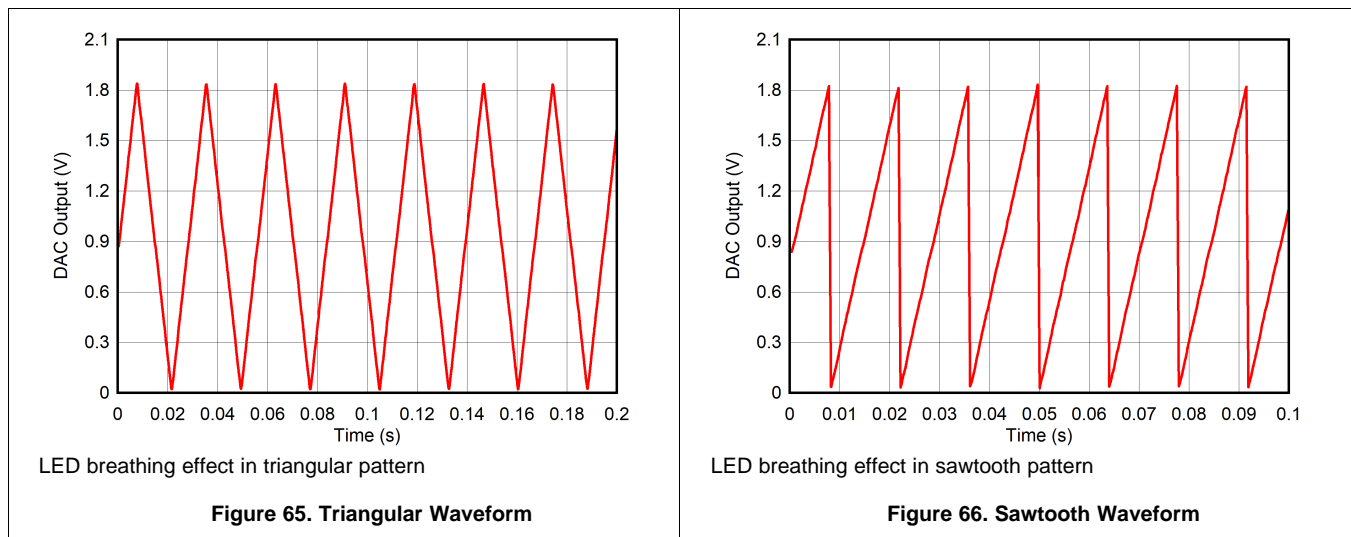 2.1
1.8
1.5
1.2
0.9
0.6
0.3
0
DAC Output (V)
0 0.02 0.04 0.06 0.08 0.1 0.12 0.14 0.16 0.18 0.2
Time (s)
LED breathing effect in triangular pattern
Figure 65. Triangular Waveform
2.1
1.8
1.5
1.2
0.9
0.6
0.3
0
DAC Output (V)
0 0.01 0.02 0.03 0.04 0.05 0.06 0.07 0.08 0.09 0.1
Time (s)
LED breathing effect in sawtooth pattern
Figure 66. Sawtooth Waveform